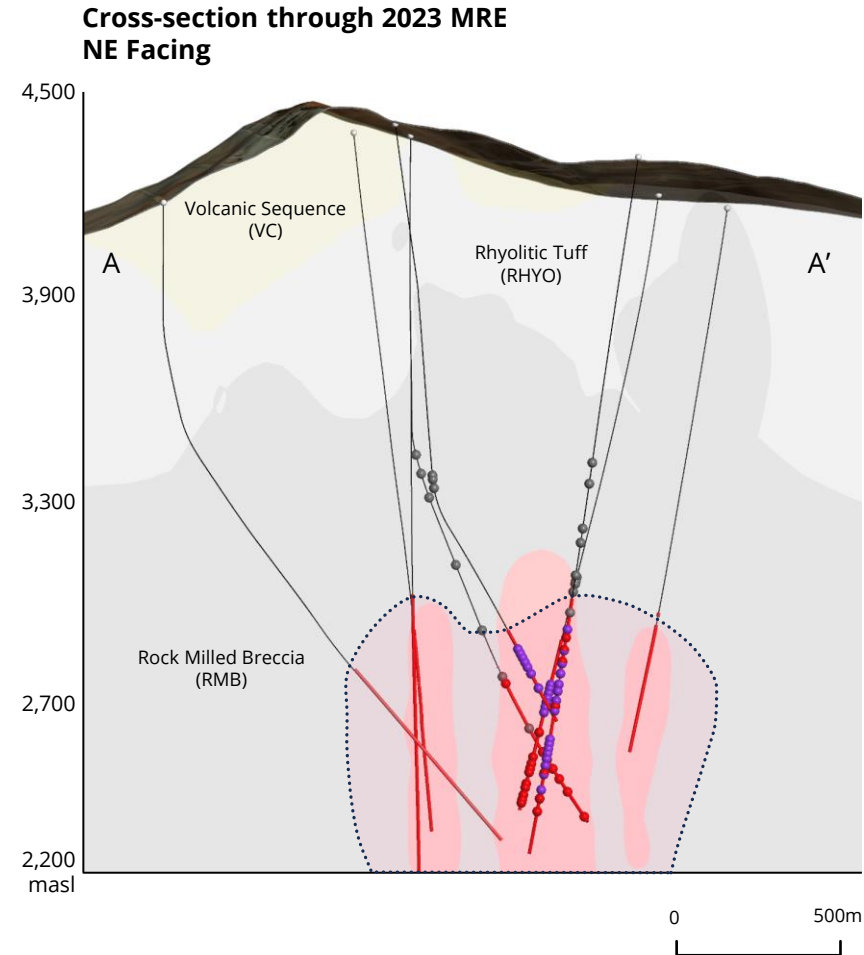 Cross-section through 2023 MRE
NE Facing
4,500
Volcanic Sequence
(VC)
Rhyolitic Tuff
(RHYO)
A
A’
3,900
3,300
Rock Milled Breccia
(RMB)
2,700
2,200
masl
0
500m